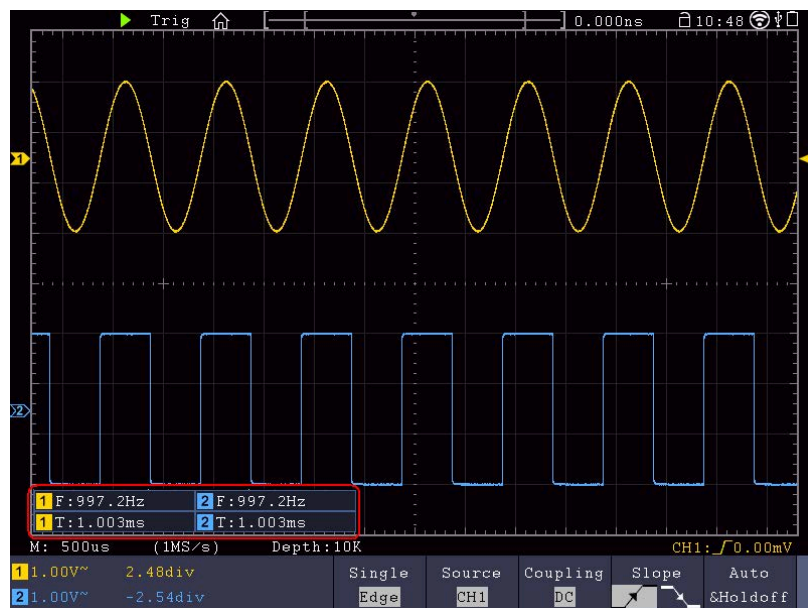 Trig 0.000ns 10:48
1
2
1 F:997.2Hz 2 F:997.2Hz
1 T:1.003ms 2 T:1.003ms
M: 500us (1MS/s) Depth:10K CH1: 0.00mV
1 1.00V~ 2.48div Single Source Coupling Slope Auto
2 1.00V~ -2.54div Edge CH1 DC &Holdoff